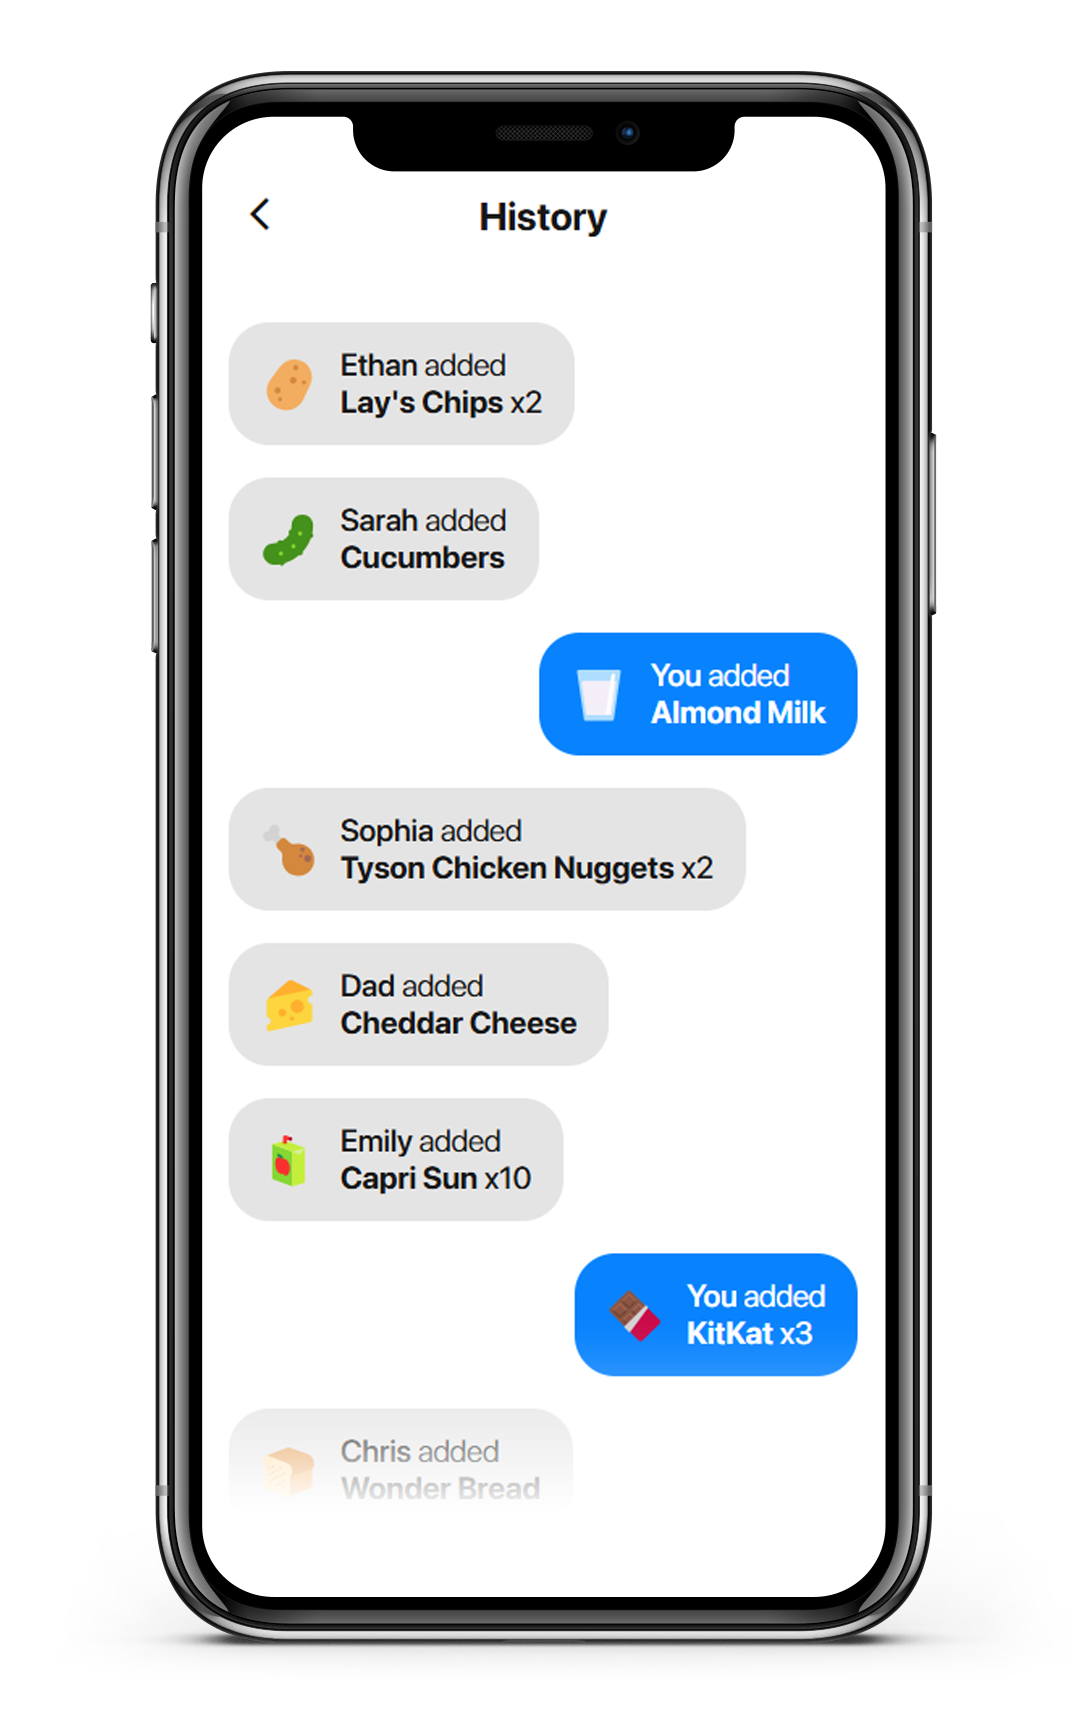 History
Ethan added
Lay's Chips x2
Sarah added
Cucumbers
You added
Almond Milk
Sophia added
Tyson Chicken Nuggets x2
Dad added
Cheddar Cheese
Emily added
Capri Sun x10
You added
KitKat x3
Chris added
Wonder Bread